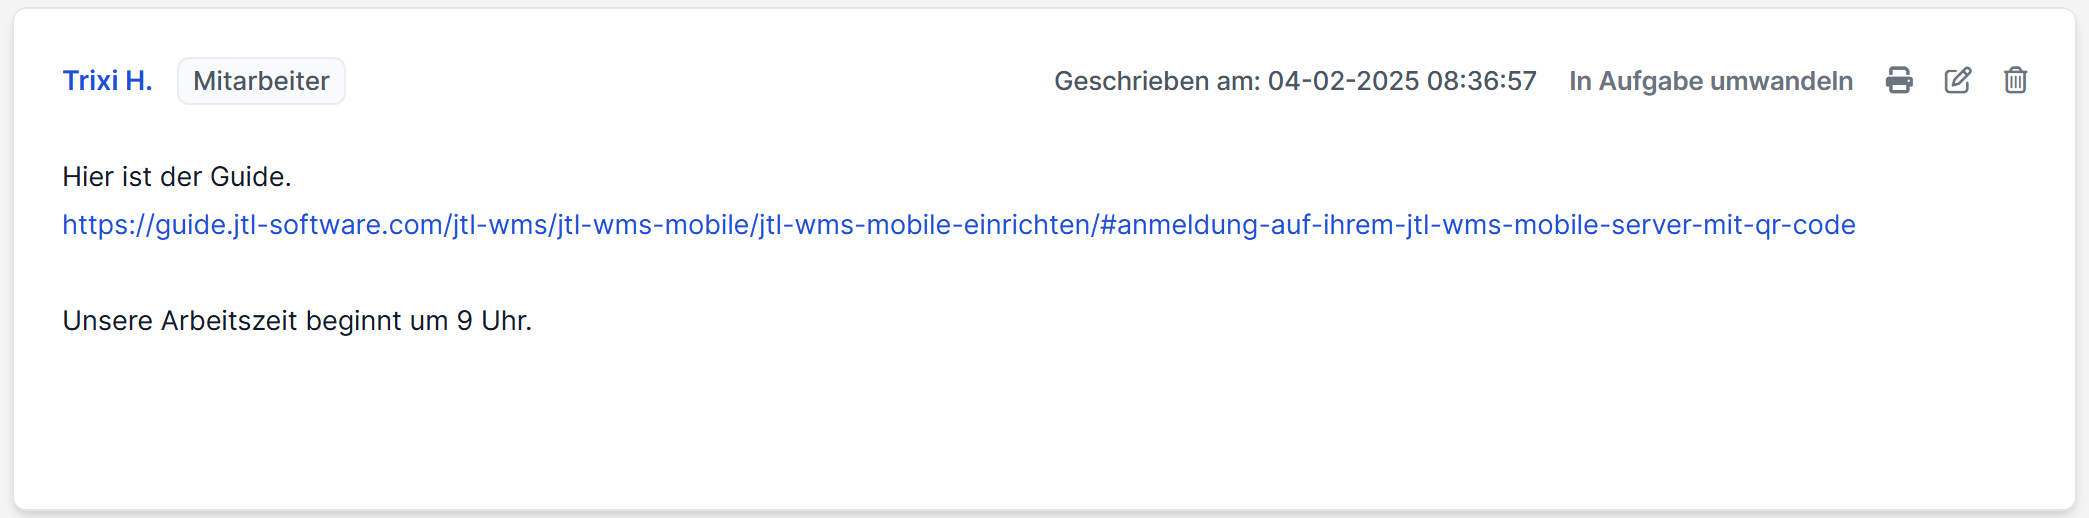 Trixi H. Mitarbeiter Geschrieben am: 04-02-2025 08:36:57 In Aufgabe umwandeln
Hier ist der Guide.
https://guide.jtl-software.com/jtl-wms/jtl-wms-mobile/jtl-wms-mobile-einrichten/#anmeldung-auf-ihrem-jtl-wms-mobile-server-mit-qr-code
Unsere Arbeitszeit beginnt um 9 Uhr.